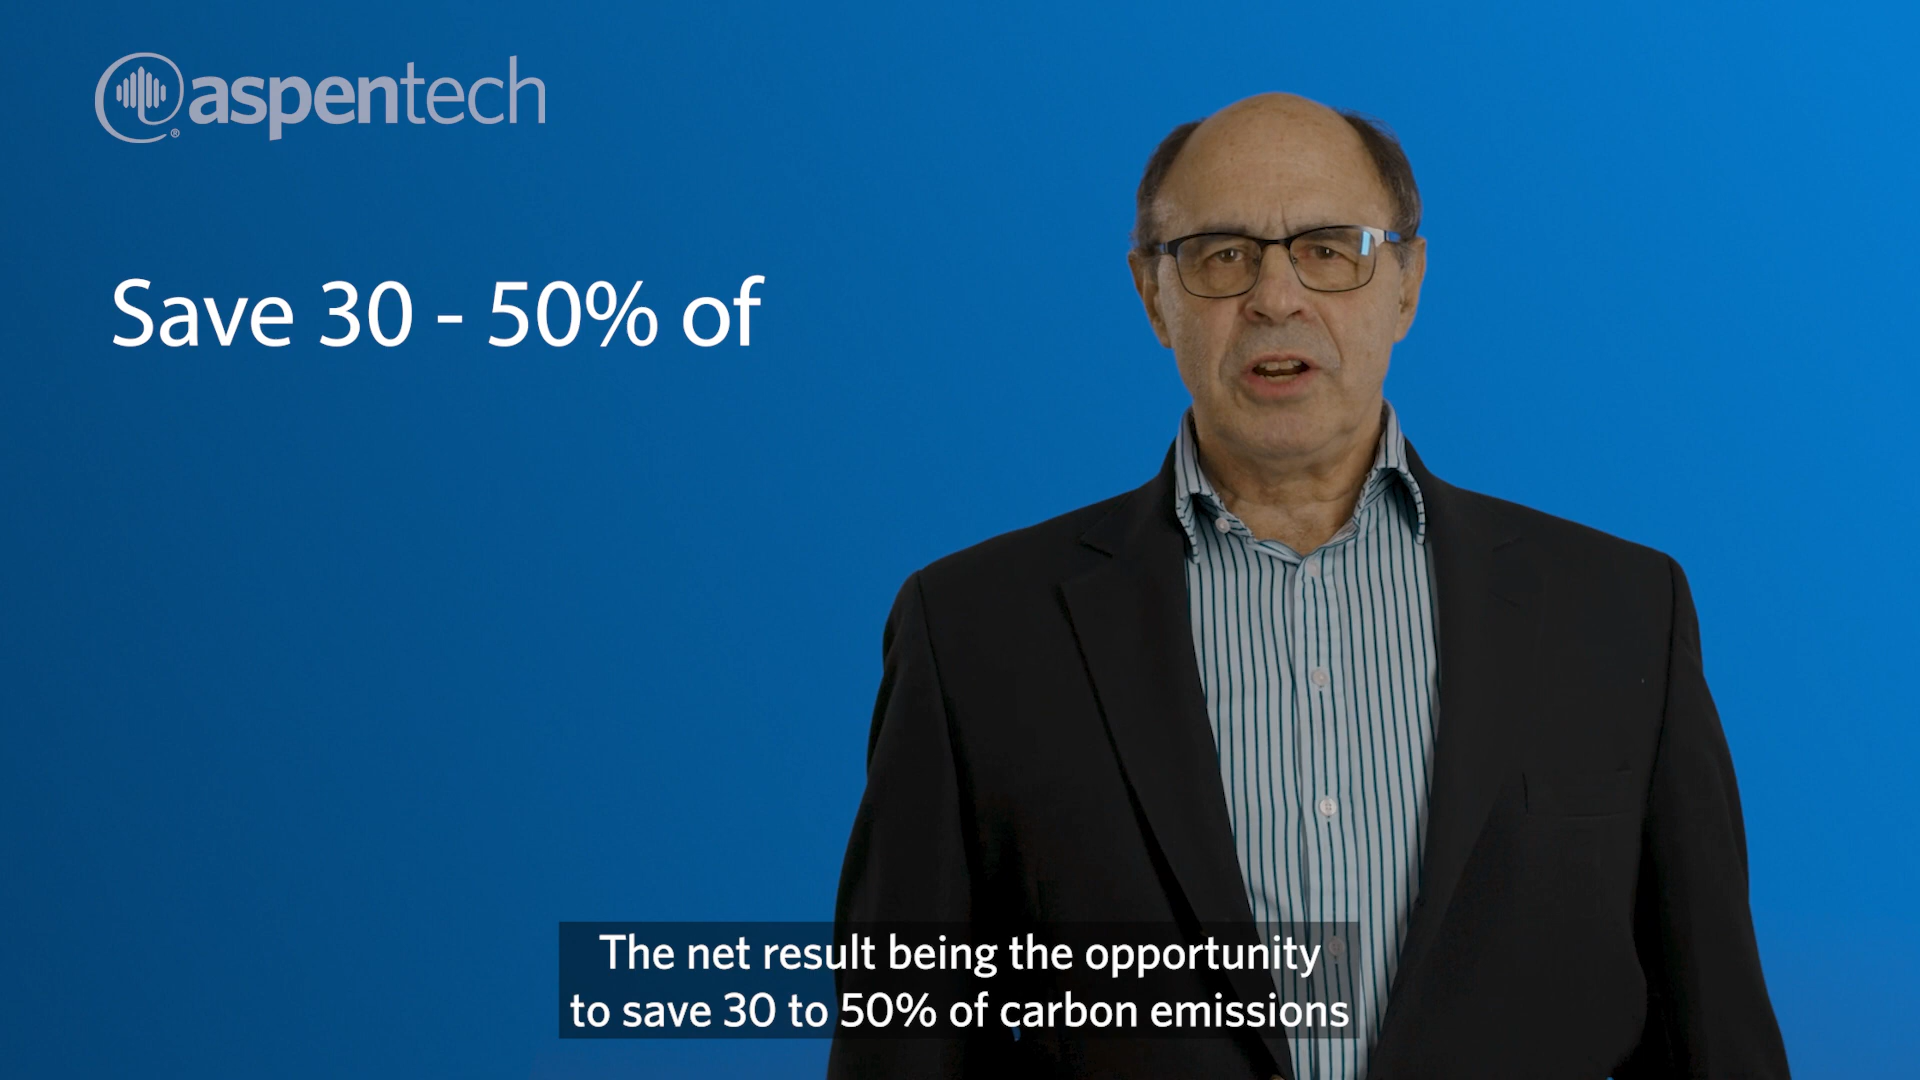 aspentech
Save 30 - 50% of
The net result being the opportunity
to save 30 to 50% of carbon emissions